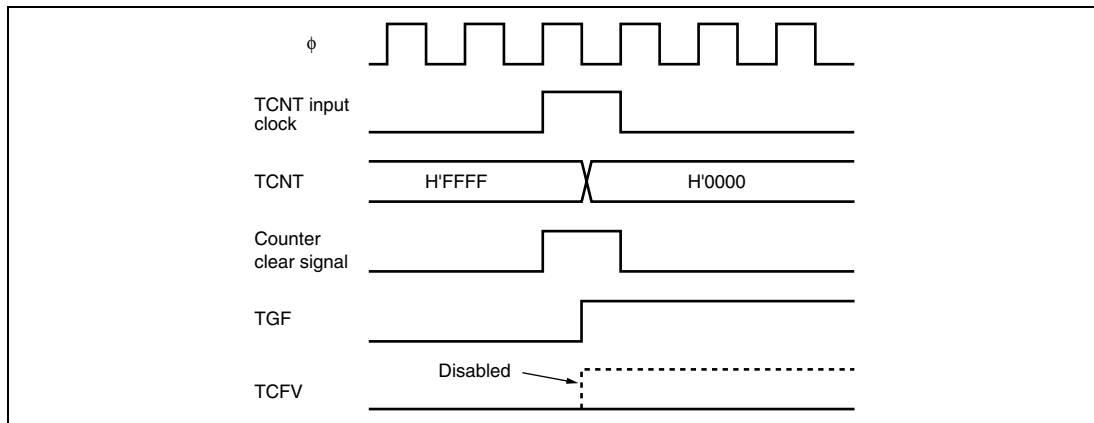 ϕ
TCNT input
clock
TCNT
H'FFFF
H'0000
Counter
clear signal
TGF
Disabled
TCFV